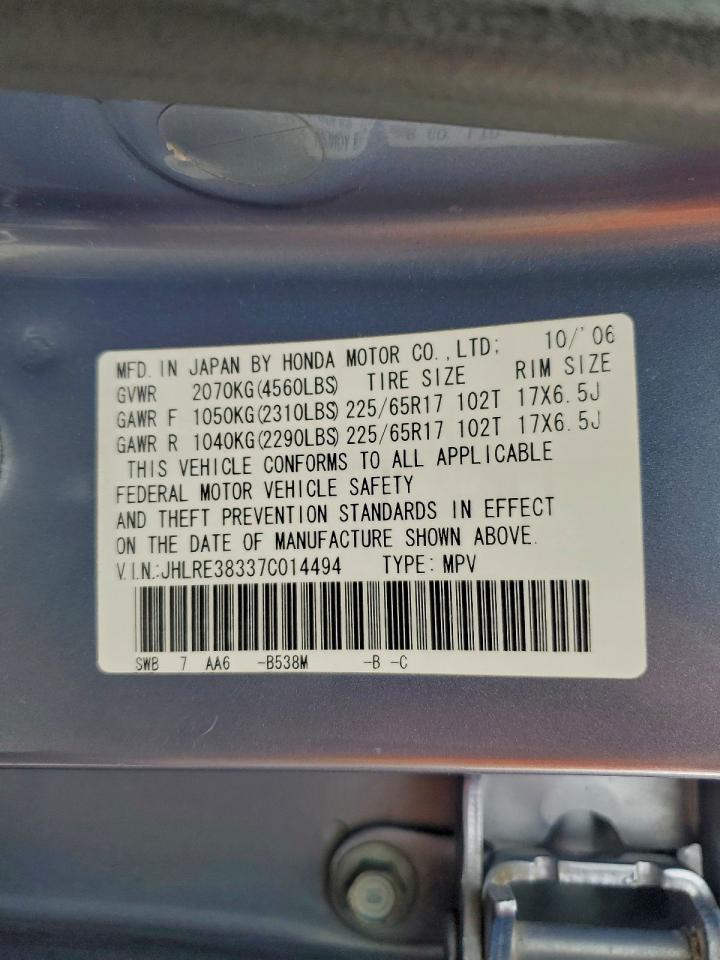 MFD. IN JAPAN BY HONDA MOTOR CO.,LTD; 10/'06
GVWR 2070KG(4560LBS) TIRE SIZE RIM SIZE
GAWR F 1050KG(2310LBS) 225/65R17 102T 17X6.5J
GAWR R 1040KG(2290LBS) 225/65R17 102T 17X6.5J
THIS VEHICLE CONFORMS TO ALL APPLICABLE
FEDERAL MOTOR VEHICLE SAFETY
AND THEFT PREVENTION STANDARDS IN EFFECT
ON THE DATE OF MANUFACTURE SHOWN ABOVE.
V.I.N.:JHLRE38337C014494 TYPE: MPV
SWB 7 AA6 -B538M -B -C